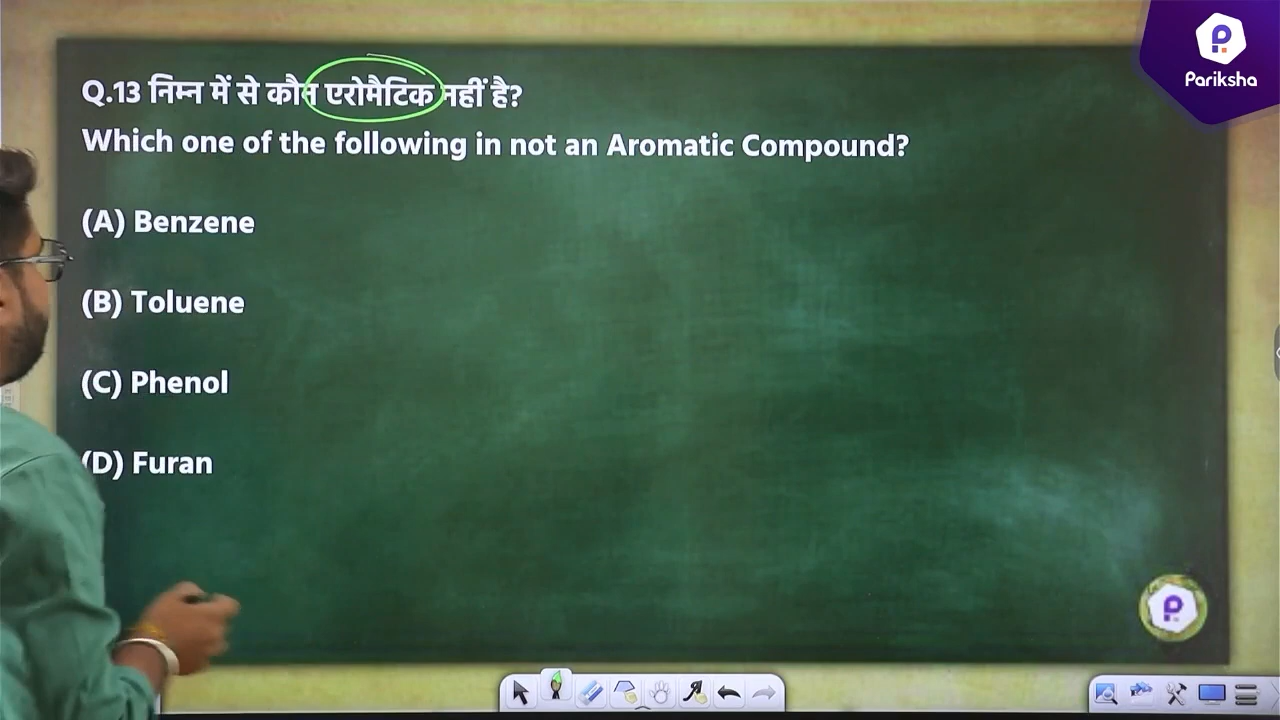 Pariksha
Q.13 निम्न में से कौन एरोमैटिक नहीं है?
Which one of the following in not an Aromatic Compound?
(A) Benzene
(B) Toluene
(C) Phenol
(D) Furan